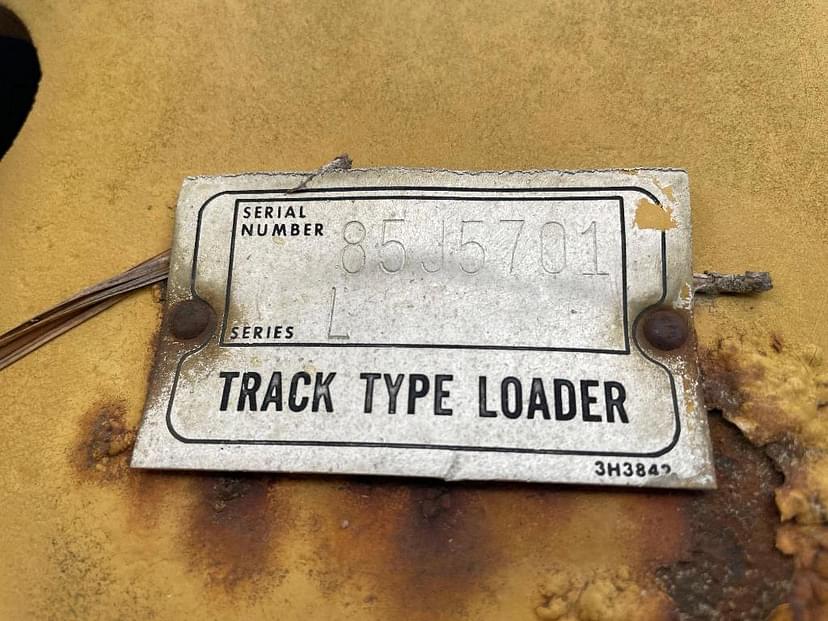 SERIAL
NUMBER 85J5701
SERIES L
TRACK TYPE LOADER
3H3842